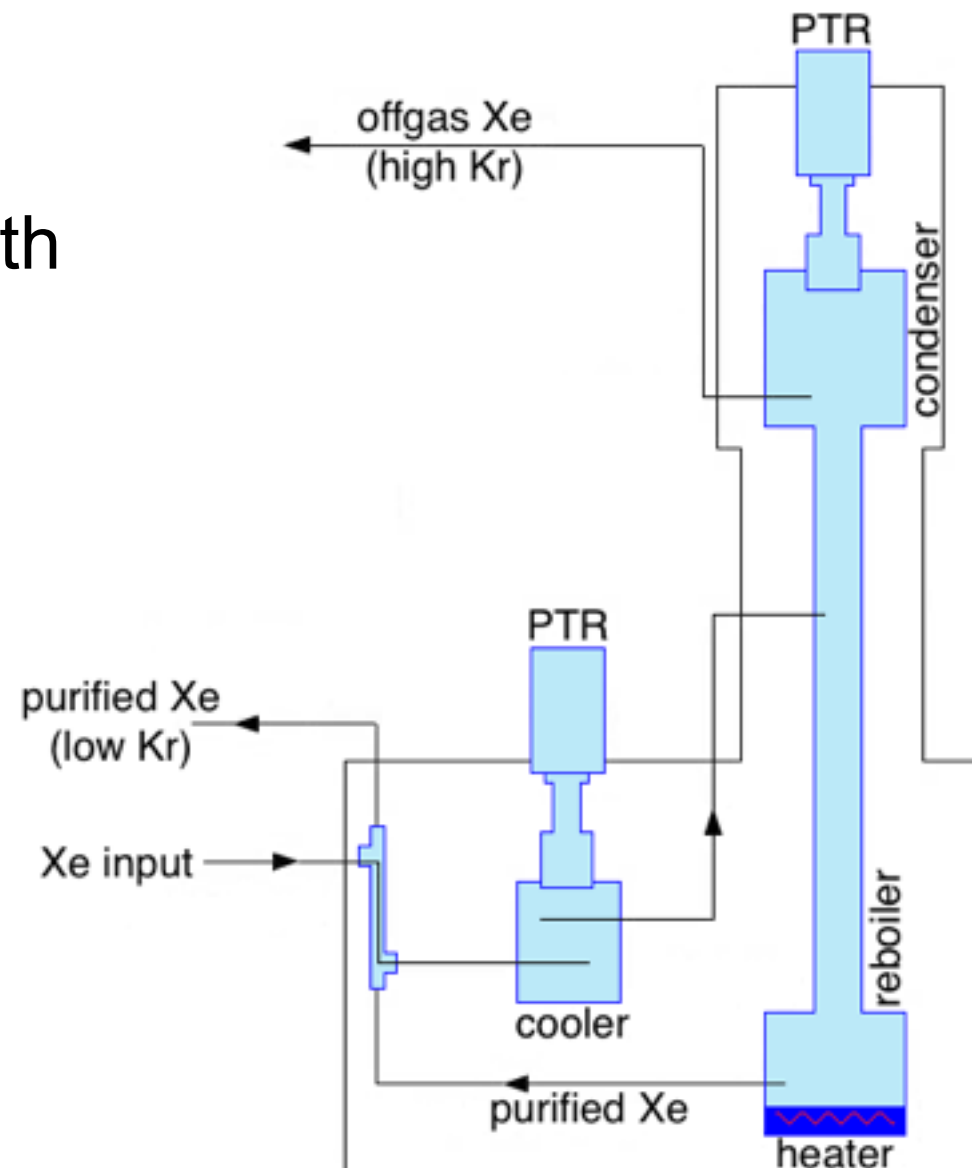 PTR
offgas Xe
(high Kr)
th
condenser
PTR
purified Xe
(low Kr)
Xe input
reboiler
cooler
purified Xe
heater